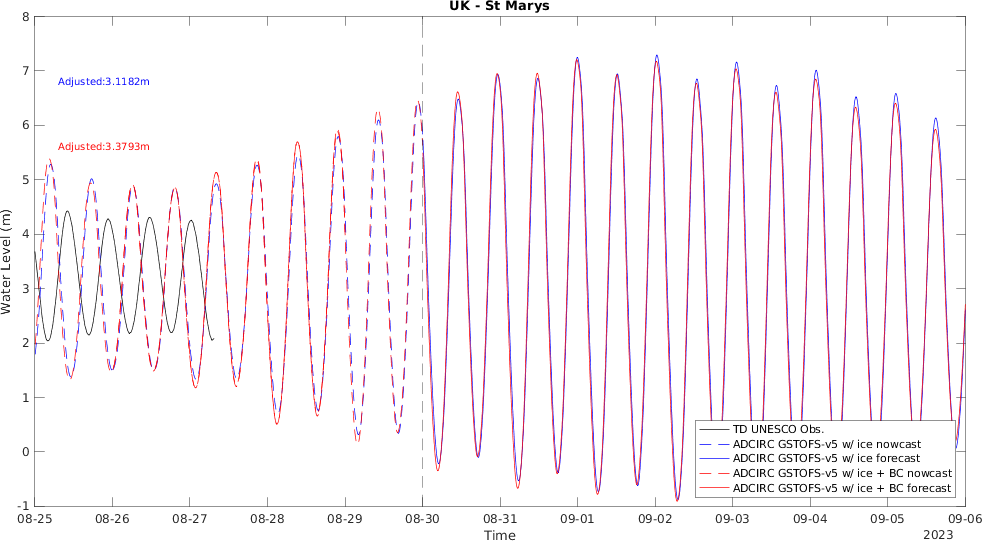 UK - St Marys
8
7
6
5
4
3
2
1
0
-1
Water Level (m)
Adjusted:3.1182m
Adjusted:3.3793m
TD UNESCO Obs.
ADCIRC GSTOFS-v5 w/ ice nowcast
ADCIRC GSTOFS-v5 w/ ice forecast
ADCIRC GSTOFS-v5 w/ ice + BC nowcast
ADCIRC GSTOFS-v5 w/ ice + BC forecast
08-25 08-26 08-27 08-28 08-29 08-30 08-31 09-01 09-02 09-03 09-04 09-05 09-06
Time
2023